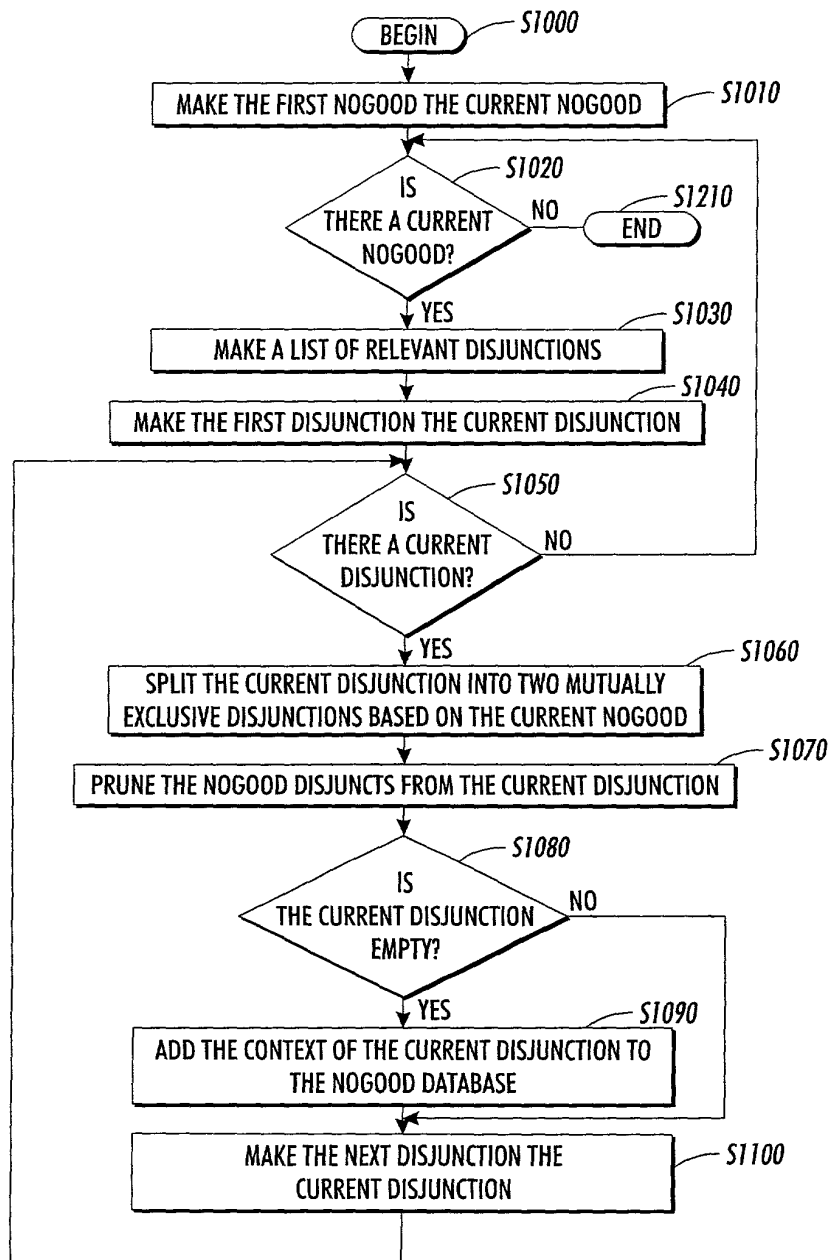 BEGIN
S1000
MAKE THE FIRST NOGOOD THE CURRENT NOGOOD
S1010
IS
THERE A CURRENT
NOGOOD?
S1020
NO
END
S1210
YES
MAKE A LIST OF RELEVANT DISJUNCTIONS
S1030
MAKE THE FIRST DISJUNCTION THE CURRENT DISJUNCTION
S1040
IS
THERE A CURRENT
DISJUNCTION?
S1050
NO
YES
SPLIT THE CURRENT DISJUNCTION INTO TWO MUTUALLY
EXCLUSIVE DISJUNCTIONS BASED ON THE CURRENT NOGOOD
S1060
PRUNE THE NOGOOD DISJUNCTS FROM THE CURRENT DISJUNCTION
S1070
IS
THE CURRENT DISJUNCTION
EMPTY?
S1080
NO
YES
ADD THE CONTEXT OF THE CURRENT DISJUNCTION TO
THE NOGOOD DATABASE
S1090
MAKE THE NEXT DISJUNCTION THE
CURRENT DISJUNCTION
S1100